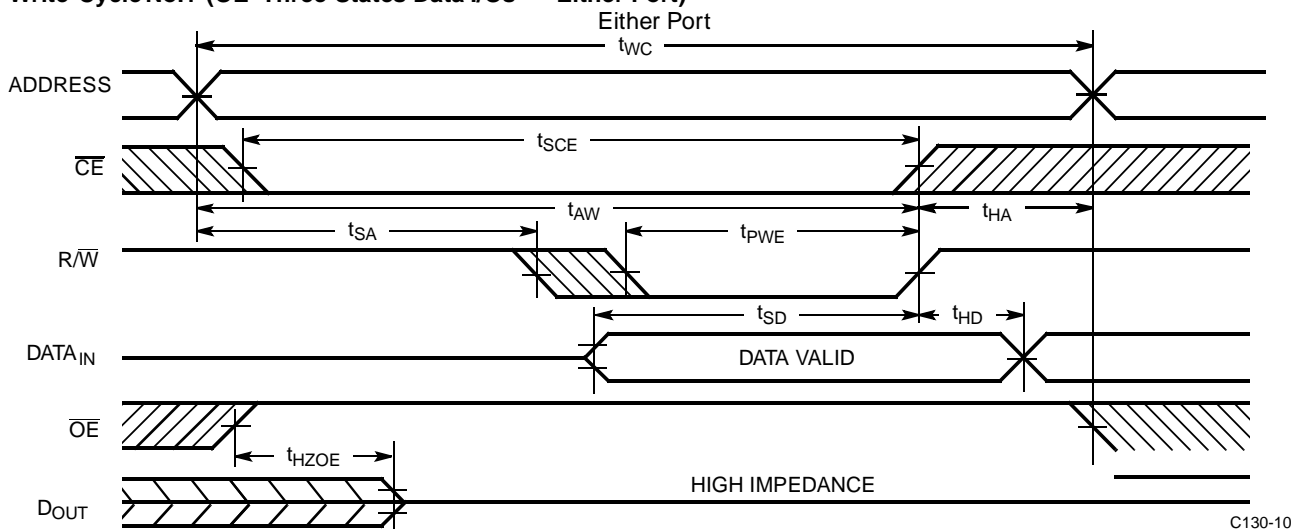 Either Port
tWC
ADDRESS
tSCE
CE
tAW
tHA
tSA
tPWE
R/W
tSD
tHD
DATAIN
DATA VALID
OE
tHZOE
HIGH IMPEDANCE
DOUT
C130-10